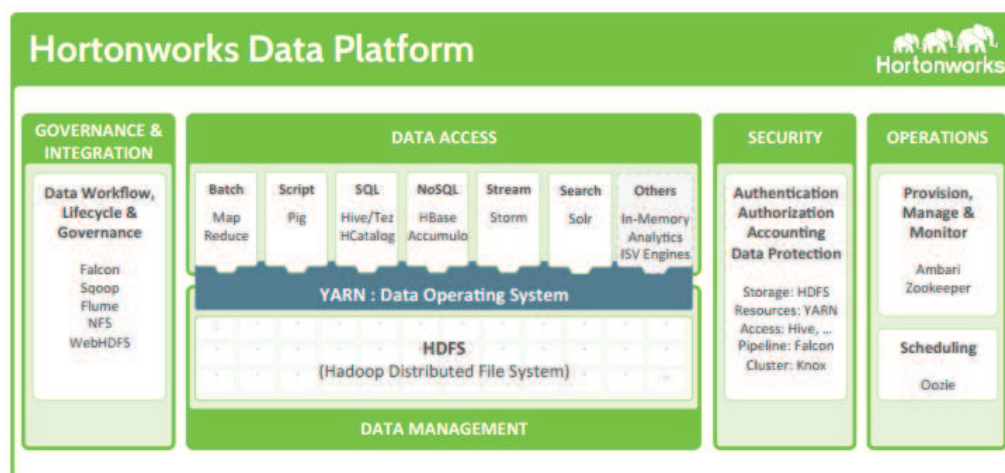 Hortonworks Data Platform
Hortonworks
GOVERNANCE &
INTEGRATION
Data Workflow,
Lifecycle &
Governance
Falcon
Sqoop
Flume
NFS
WebHDFS
DATA ACCESS
Batch
Map
Reduce
Script
Pig
SQL
Hive/Tez
HCatalog
NoSQL
HBase
Accumulo
Stream
Storm
Search
Solr
Others
In-Memory
Analytics
ISV Engines
YARN : Data Operating System
HDFS
(Hadoop Distributed File System)
DATA MANAGEMENT
SECURITY
Authentication
Authorization
Accounting
Data Protection
Storage: HDFS
Resources: YARN
Access: Hive, ...
Pipeline: Falcon
Cluster: Knox
OPERATIONS
Provision,
Manage &
Monitor
Ambari
Zookeeper
Scheduling
Oozie